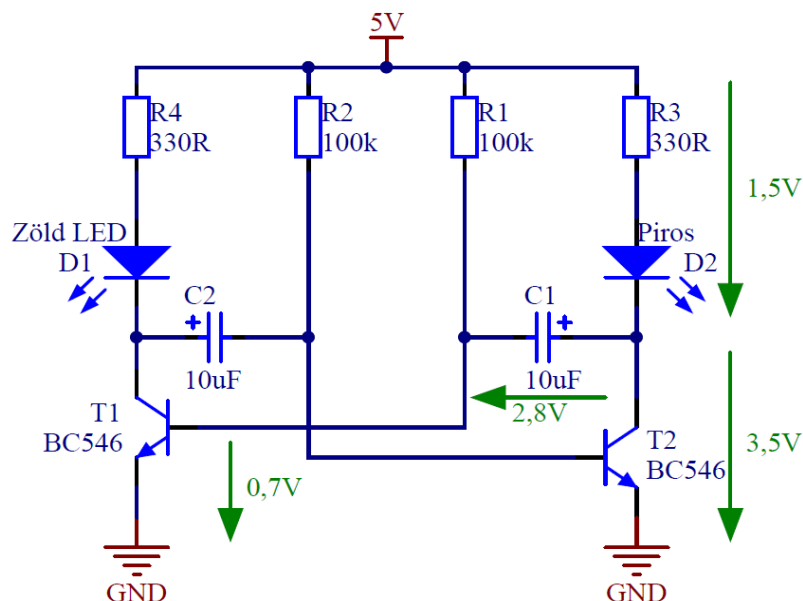 5V
R4
330R
R2
100k
R1
100k
R3
330R
1,5V
Zöld LED
D1
Piros
D2
C2
+
10uF
C1
+
10uF
2,8V
T1
BC546
T2
BC546
3,5V
0,7V
GND
GND